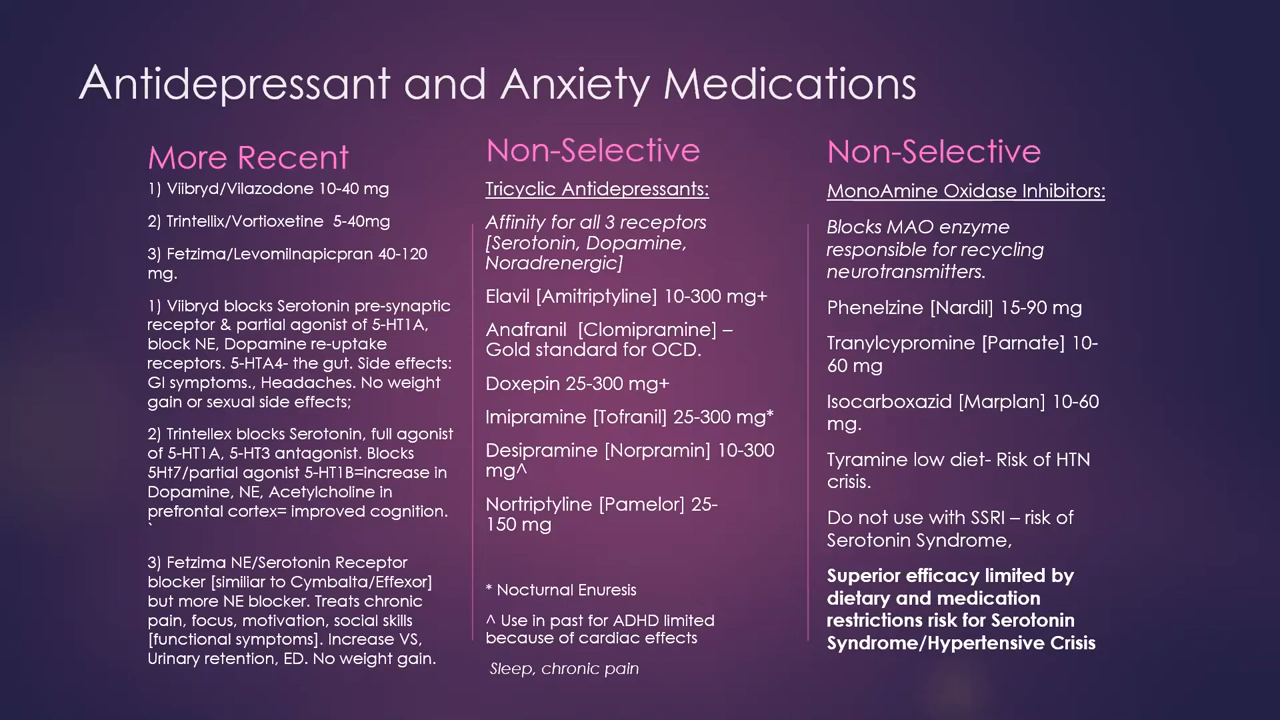 Antidepressant and Anxiety Medications
More Recent
1) Viibryd/Vilazodone 10-40 mg
2) Trintellix/Vortioxetine 5-40mg
3) Fetzima/Levomilnapicpran 40-120
mg.
1) Viibryd blocks Serotonin pre-synaptic
receptor & partial agonist of 5-HT1A,
block NE, Dopamine re-uptake
receptors. 5-HTA4- the gut. Side effects:
GI symptoms., Headaches. No weight
gain or sexual side effects;
2) Trintellex blocks Serotonin, full agonist
of 5-HT1A, 5-HT3 antagonist. Blocks
5Ht7/partial agonist 5-HT1B=increase in
Dopamine, NE, Acetylcholine in
prefrontal cortex= improved cognition.
`
3) Fetzima NE/Serotonin Receptor
blocker [similiar to Cymbalta/Effexor]
but more NE blocker. Treats chronic
pain, focus, motivation, social skills
[functional symptoms]. Increase VS,
Urinary retention, ED. No weight gain.
Non-Selective
Tricyclic Antidepressants:
Affinity for all 3 receptors
[Serotonin, Dopamine,
Noradrenergic]
Elavil [Amitriptyline] 10-300 mg+
Anafranil [Clomipramine] –
Gold standard for OCD.
Doxepin 25-300 mg+
Imipramine [Tofranil] 25-300 mg*
Desipramine [Norpramin] 10-300
mg^
Nortriptyline [Pamelor] 25-
150 mg
* Nocturnal Enuresis
^ Use in past for ADHD limited
because of cardiac effects
Sleep, chronic pain
Non-Selective
MonoAmine Oxidase Inhibitors:
Blocks MAO enzyme
responsible for recycling
neurotransmitters.
Phenelzine [Nardil] 15-90 mg
Tranylcypromine [Parnate] 10-
60 mg
Isocarboxazid [Marplan] 10-60
mg.
Tyramine low diet- Risk of HTN
crisis.
Do not use with SSRI – risk of
Serotonin Syndrome,
Superior efficacy limited by
dietary and medication
restrictions risk for Serotonin
Syndrome/Hypertensive Crisis